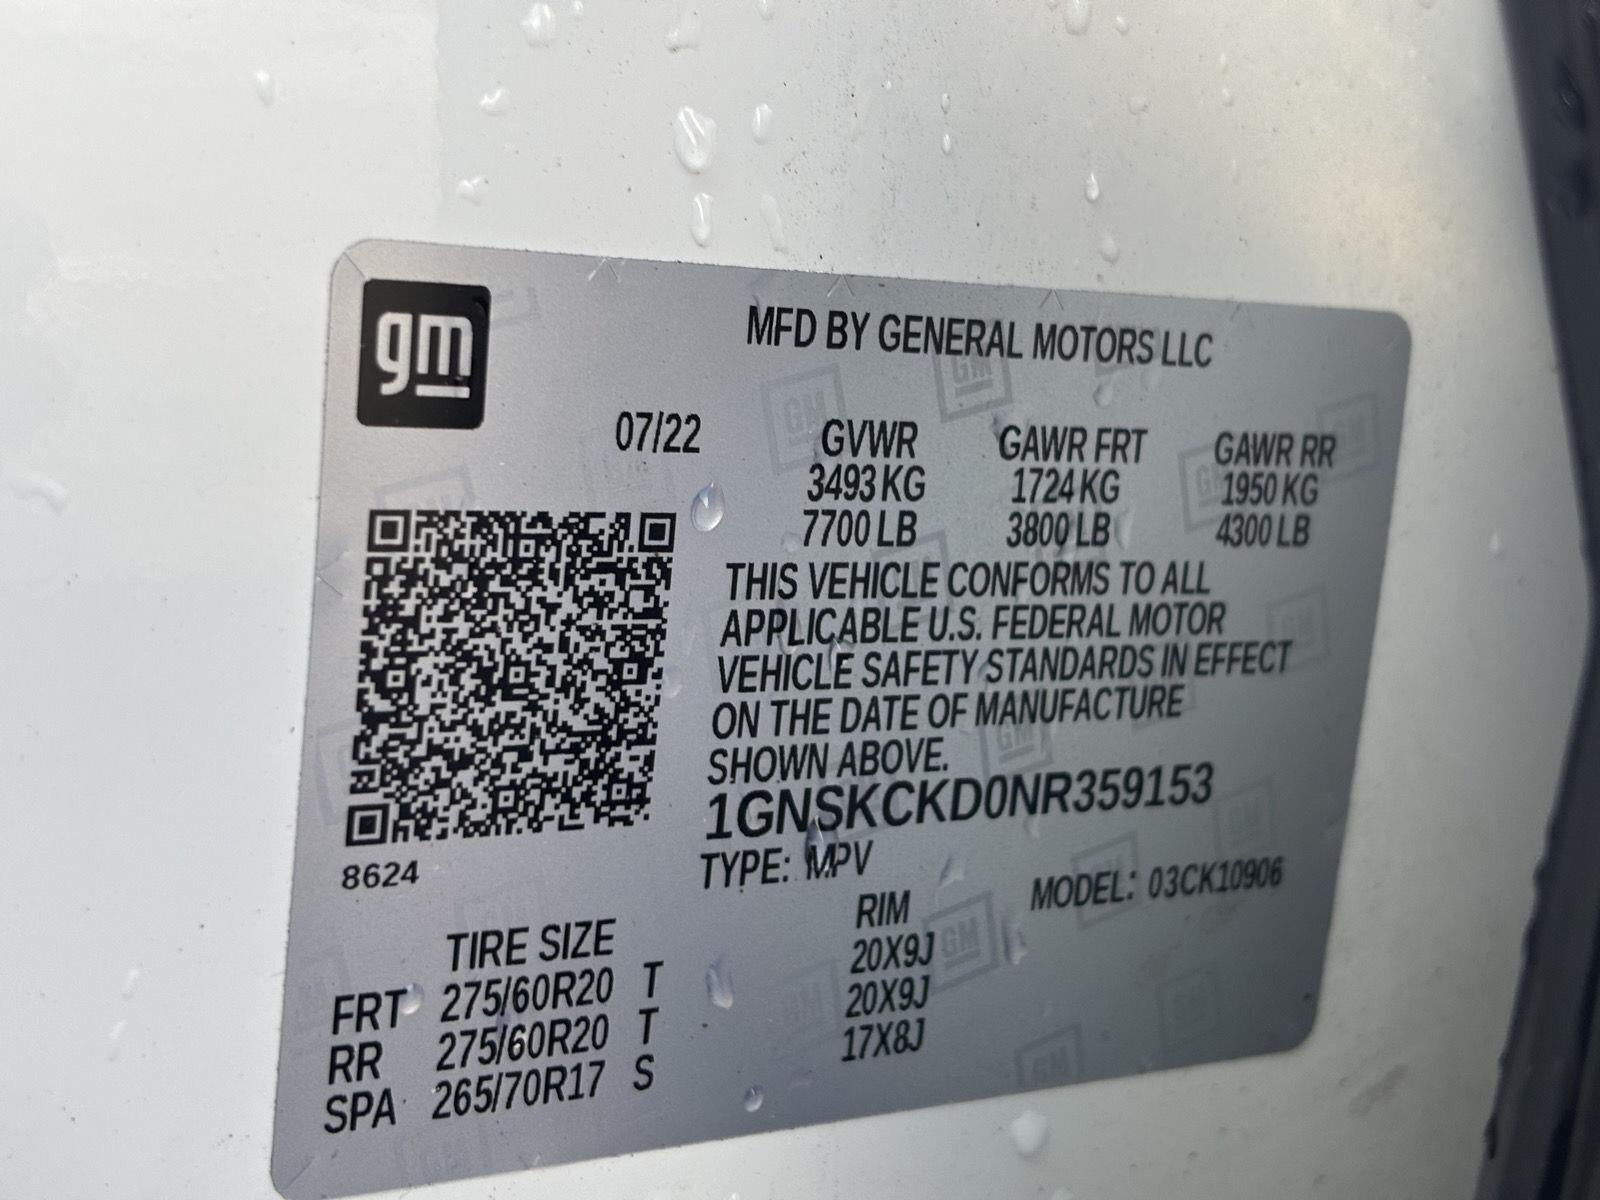 gm
MFD BY GENERAL MOTORS LLC
07/22
GVWR GAWR FRT GAWR RR
3493 KG 1724 KG 1950 KG
7700 LB 3800 LB 4300 LB
THIS VEHICLE CONFORMS TO ALL
APPLICABLE U.S. FEDERAL MOTOR
VEHICLE SAFETY STANDARDS IN EFFECT
ON THE DATE OF MANUFACTURE
SHOWN ABOVE.
1GNSKCKD0NR359153
TYPE: MPV MODEL: 03CK10906
8624
TIRE SIZE RIM
FRT 275/60R20 T 20X9J
RR 275/60R20 T 20X9J
SPA 265/70R17 S 17X8J